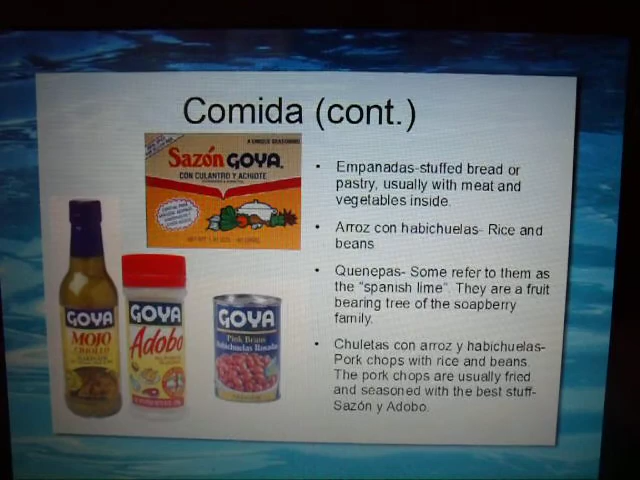 Comida (cont.)
A UNIQUE SEASONING
Sazón GOYA
CON CULANTRO Y ACHIOTE
• Empanadas-stuffed bread or
pastry, usually with meat and
vegetables inside.
• Arroz con habichuelas- Rice and
beans
• Quenepas- Some refer to them as
the "spanish lime". They are a fruit
bearing tree of the soapberry
family.
• Chuletas con arroz y habichuelas-
Pork chops with rice and beans.
The pork chops are usually fried
and seasoned with the best stuff-
Sazón y Adobo.
GOYA
MOJO
CRIOLLO
GOYA
Adobo
GOYA
Pink Beans
Habichuelas Rosadas